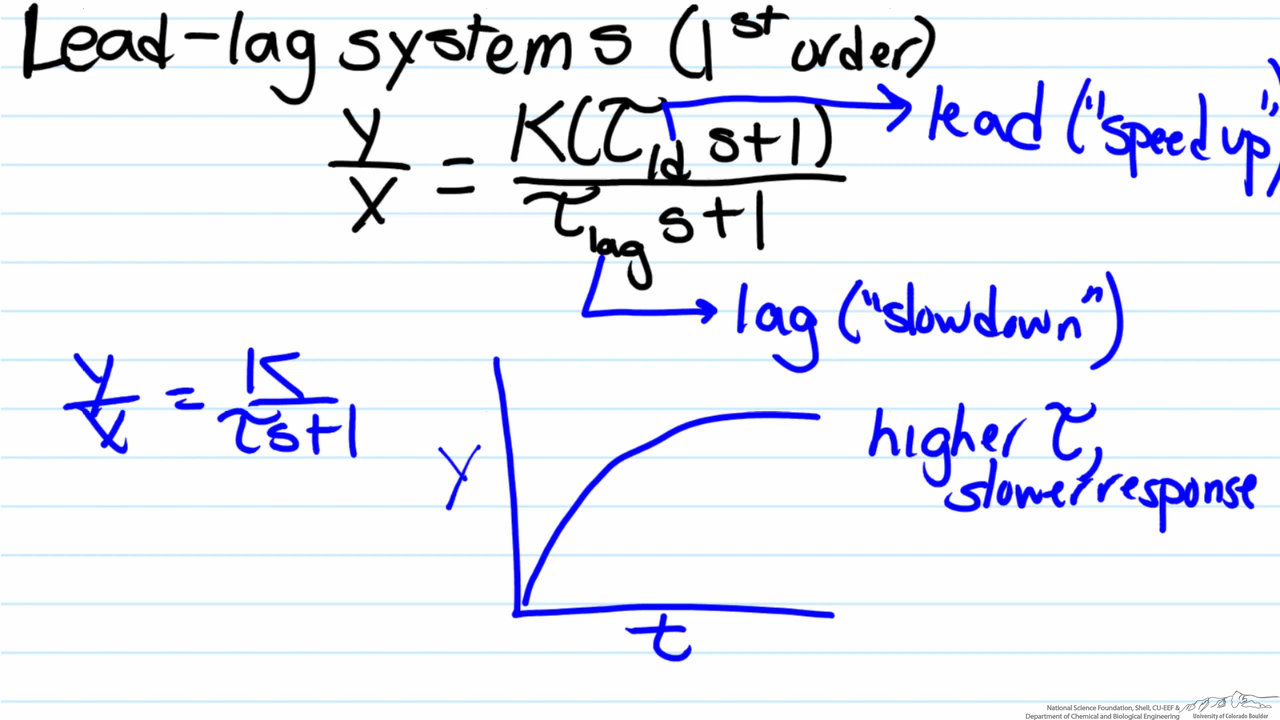 Lead-lag systems (1st order)
Y/X = K(τld s+1) / τlag s+1
lead ("speed up")
lag ("slowdown")
Y/X = K / τs+1
Y
t
higher τ,
slower response
National Science Foundation, Shell, CU-EEF &
Department of Chemical and Biological Engineering
University of Colorado Boulder